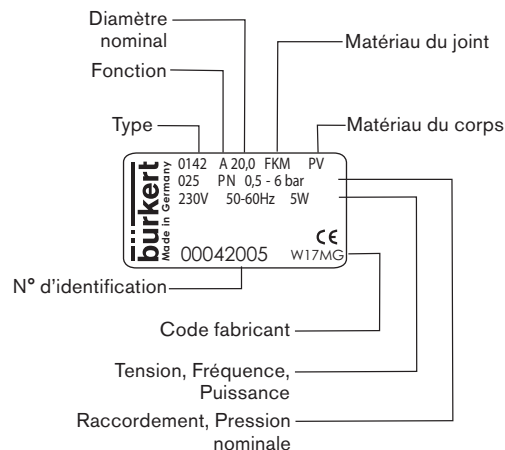 Diamètre
nominal
Fonction
Type
Matériau du joint
Matériau du corps
bürkert
Made in Germany
0142 A 20,0 FKM PV
025 PN 0,5 - 6 bar
230V 50-60Hz 5W
CE
00042005 W17MG
N° d'identification
Code fabricant
Tension, Fréquence,
Puissance
Raccordement, Pression
nominale